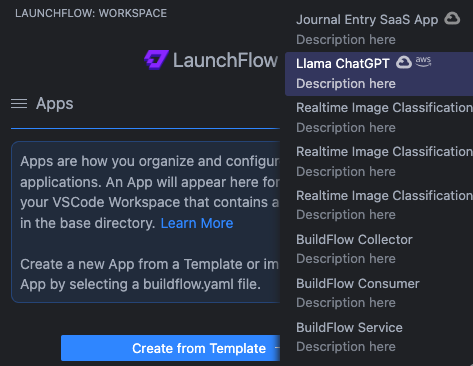 LAUNCHFLOW: WORKSPACE
LaunchFlow
Apps
Apps are how you organize and configur
applications. An App will appear here for
your VSCode Workspace that contains a
in the base directory. Learn More
Create a new App from a Template or im
App by selecting a buildflow.yaml file.
Create from Template
Journal Entry SaaS App
Description here
Llama ChatGPT aws
Description here
Realtime Image Classification
Description here
Realtime Image Classification
Description here
Realtime Image Classification
Description here
BuildFlow Collector
Description here
BuildFlow Consumer
Description here
BuildFlow Service
Description here